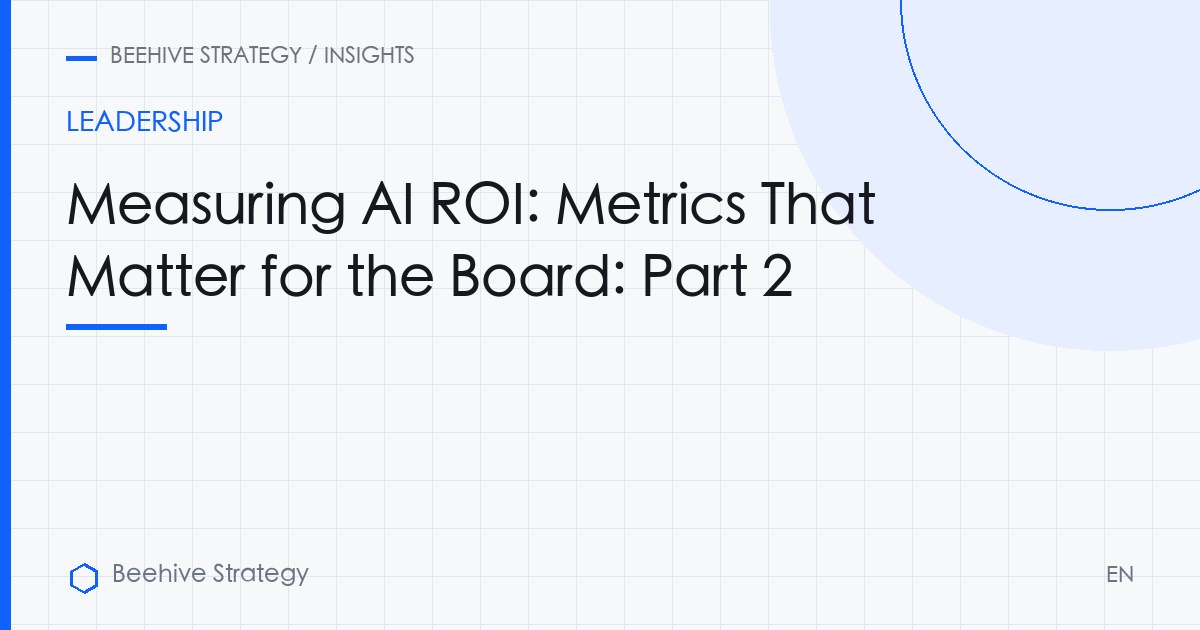 BEEHIVE STRATEGY / INSIGHTS
LEADERSHIP
Measuring AI ROI: Metrics That
Matter for the Board: Part 2
Beehive Strategy
EN